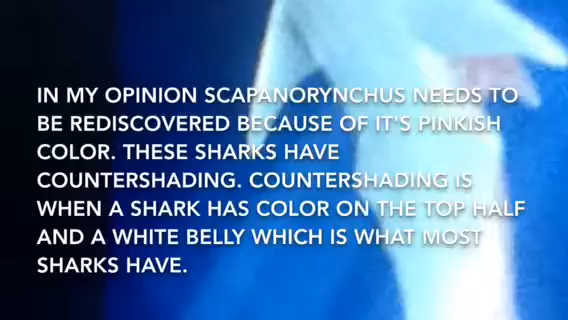 IN MY OPINION SCAPANORYNCHUS NEEDS TO
BE REDISCOVERED BECAUSE OF IT'S PINKISH
COLOR. THESE SHARKS HAVE
COUNTERSHADING. COUNTERSHADING IS
WHEN A SHARK HAS COLOR ON THE TOP HALF
AND A WHITE BELLY WHICH IS WHAT MOST
SHARKS HAVE.